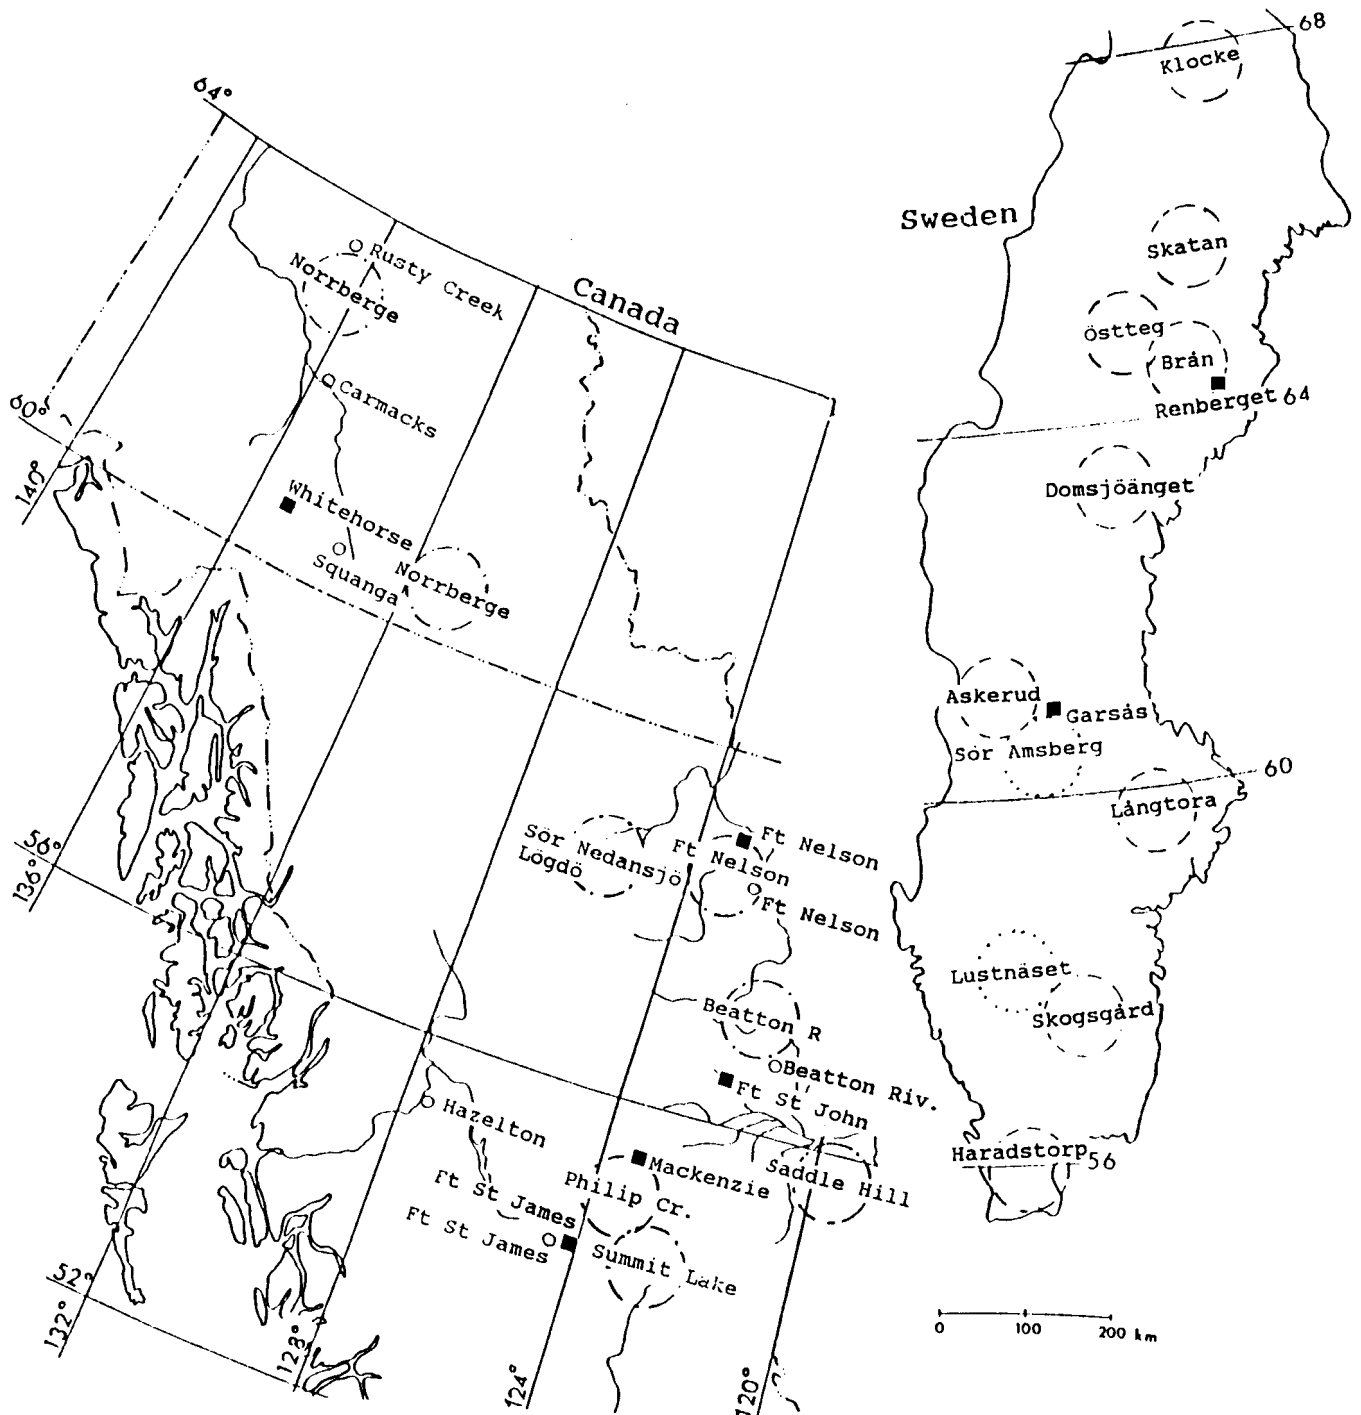 64°
Rusty Creek
Norrberge
Canada
60°
Carmacks
140°
Whitehorse
Squanga
Norrberge
56°
136°
Sör Nedansjö
Lögdö
Ft Nelson
Ft Nelson
Ft Nelson
Beatton R
Beatton Riv.
Ft St John
Hazelton
Mackenzie
Saddle Hill
Philip Cr.
Ft St James
Ft St James
Summit Lake
52°
132°
128°
124°
120°
Sweden
68
Klocke
Skatan
Östteg
Brån
Renberget
64
Domsjöänget
Askerud
Garsås
Sör Amsberg
60
Långtora
Lustnäset
Skogsgård
Haradstorp
56
0 100 200 km